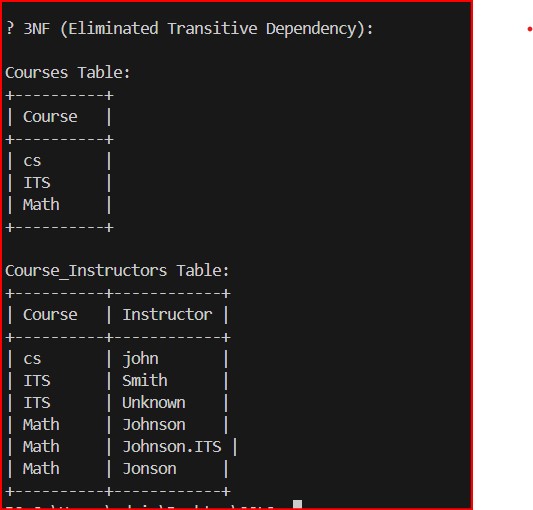 ? 3NF (Eliminated Transitive Dependency):
Courses Table:
+----------+
| Course   |
+----------+
| cs       |
| ITS      |
| Math     |
+----------+
Course_Instructors Table:
+----------+------------+
| Course   | Instructor |
+----------+------------+
| cs       | john       |
| ITS      | Smith      |
| ITS      | Unknown    |
| Math     | Johnson    |
| Math     | Johnson.ITS |
| Math     | Jonson     |
+----------+------------+